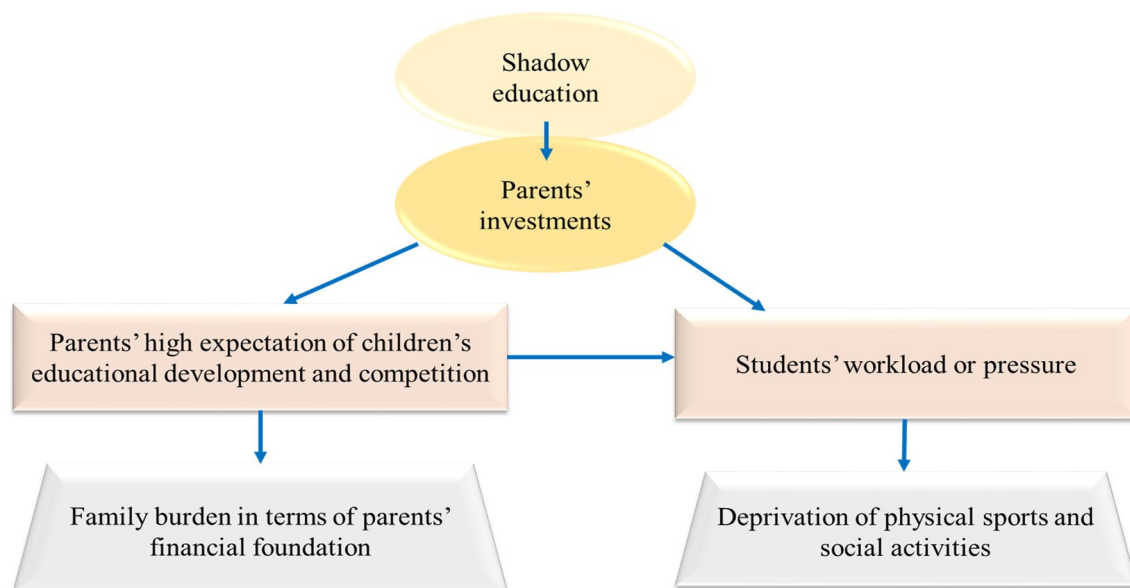 Shadow
education
Parents’
investments
Parents’ high expectation of children’s
educational development and competition
Students’ workload or pressure
Family burden in terms of parents’
financial foundation
Deprivation of physical sports and
social activities